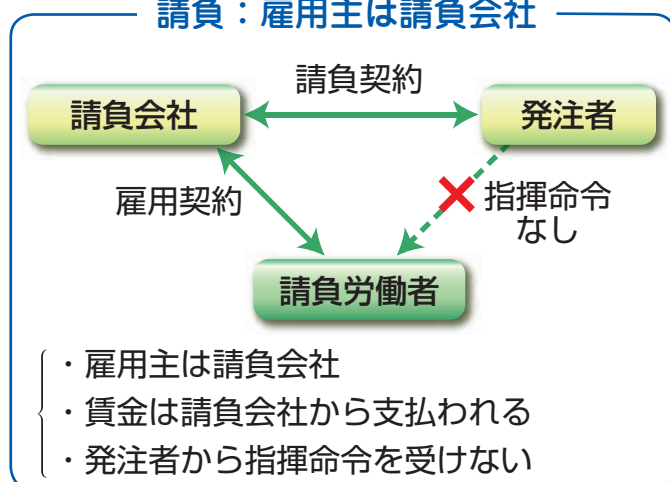 請負：雇用主は請負会社
請負契約
請負会社
発注者
雇用契約
指揮命令
なし
請負労働者
・雇用主は請負会社
・賃金は請負会社から支払われる
・発注者から指揮命令を受けない